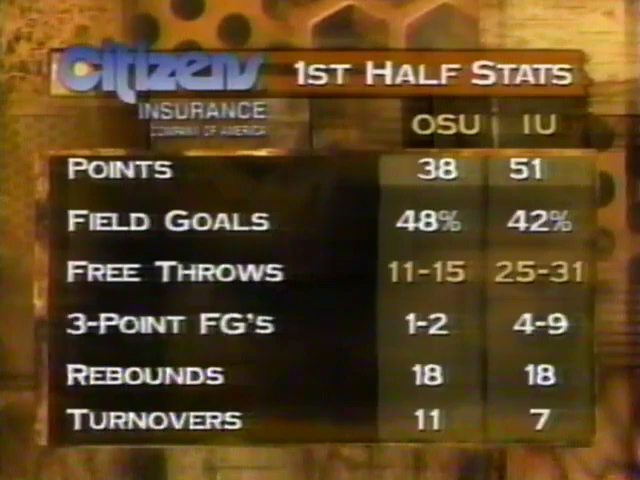 Citizens 1ST HALF STATS
INSURANCE
COMPANY OF AMERICA
OSU IU
POINTS 38 51
FIELD GOALS 48% 42%
FREE THROWS 11-15 25-31
3-POINT FG'S 1-2 4-9
REBOUNDS 18 18
TURNOVERS 11 7